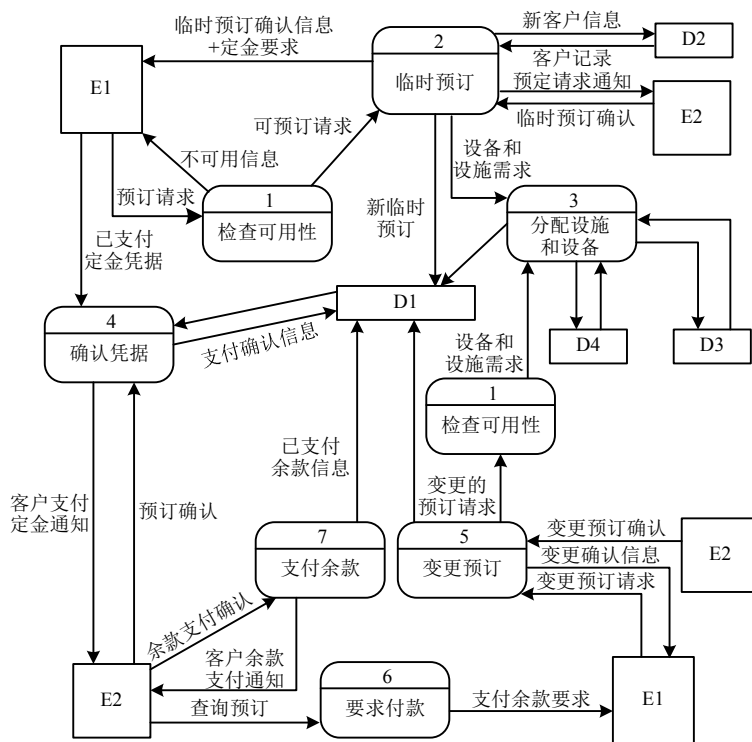 临时预订确认信息
+定金要求
E1
2
临时预订
新客户信息
D2
客户记录
预定请求通知
E2
临时预订确认
可预订请求
不可用信息
预订请求
1
检查可用性
设备和
设施需求
新临时
预订
3
分配设施
和设备
已支付
定金凭据
D1
4
确认凭据
支付确认信息
设备和
设施需求
D4
D3
1
检查可用性
已支付
余款信息
变更的
预订请求
客户支付
定金通知
预订确认
7
支付余款
5
变更预订
变更预订确认
E2
变更确认信息
变更预订请求
余款支付确认
客户余款
支付通知
E2
查询预订
6
要求付款
支付余款要求
E1